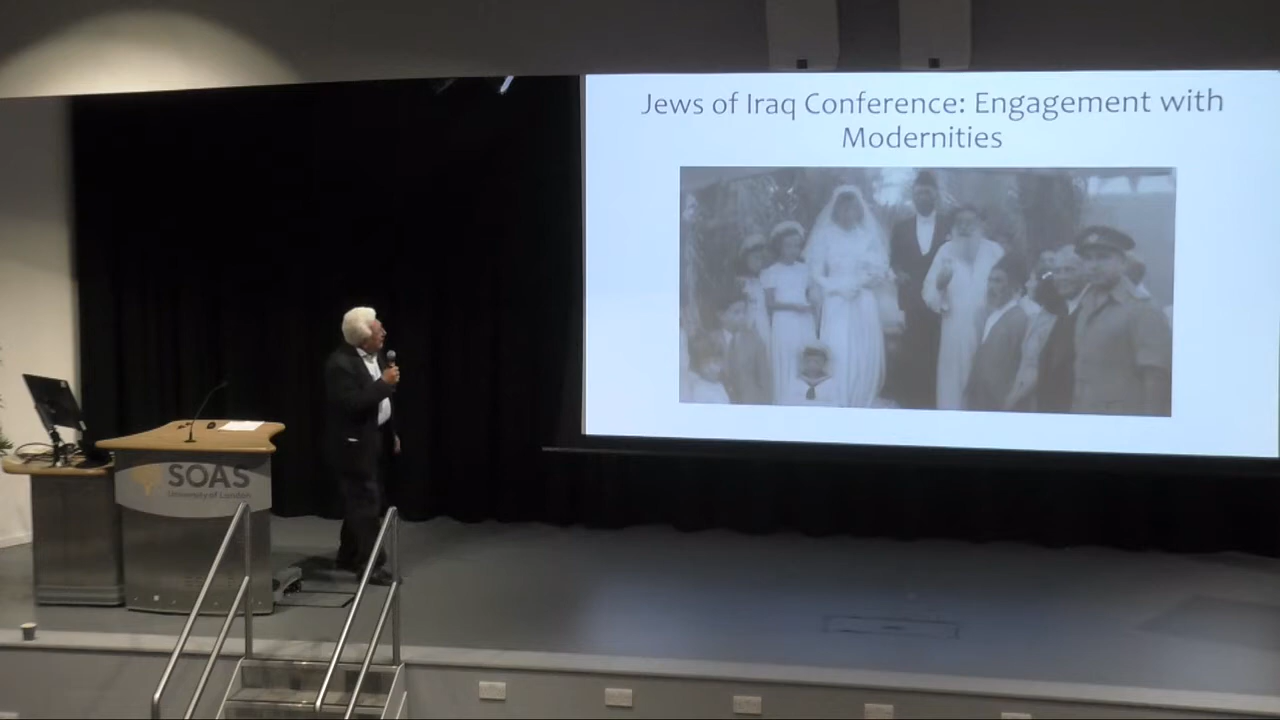 Jews of Iraq Conference: Engagement with
Modernities
SOAS
University of London